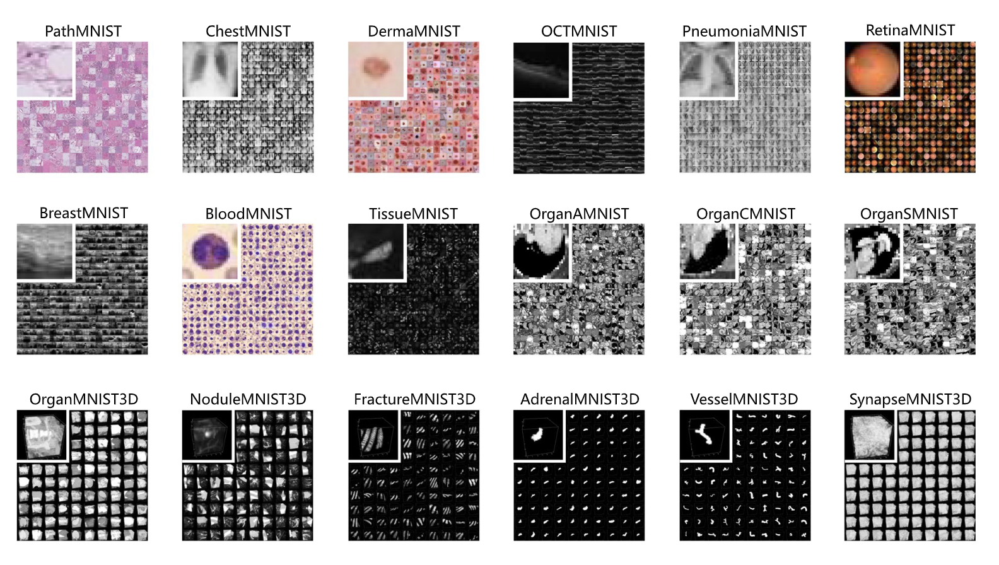 PathMNIST
ChestMNIST
DermaMNIST
OCTMNIST
PneumoniaMNIST
RetinaMNIST
BreastMNIST
BloodMNIST
TissueMNIST
OrganAMNIST
OrganCMNIST
OrganSMNIST
OrganMNIST3D
NoduleMNIST3D
FractureMNIST3D
AdrenalMNIST3D
VesselMNIST3D
SynapseMNIST3D